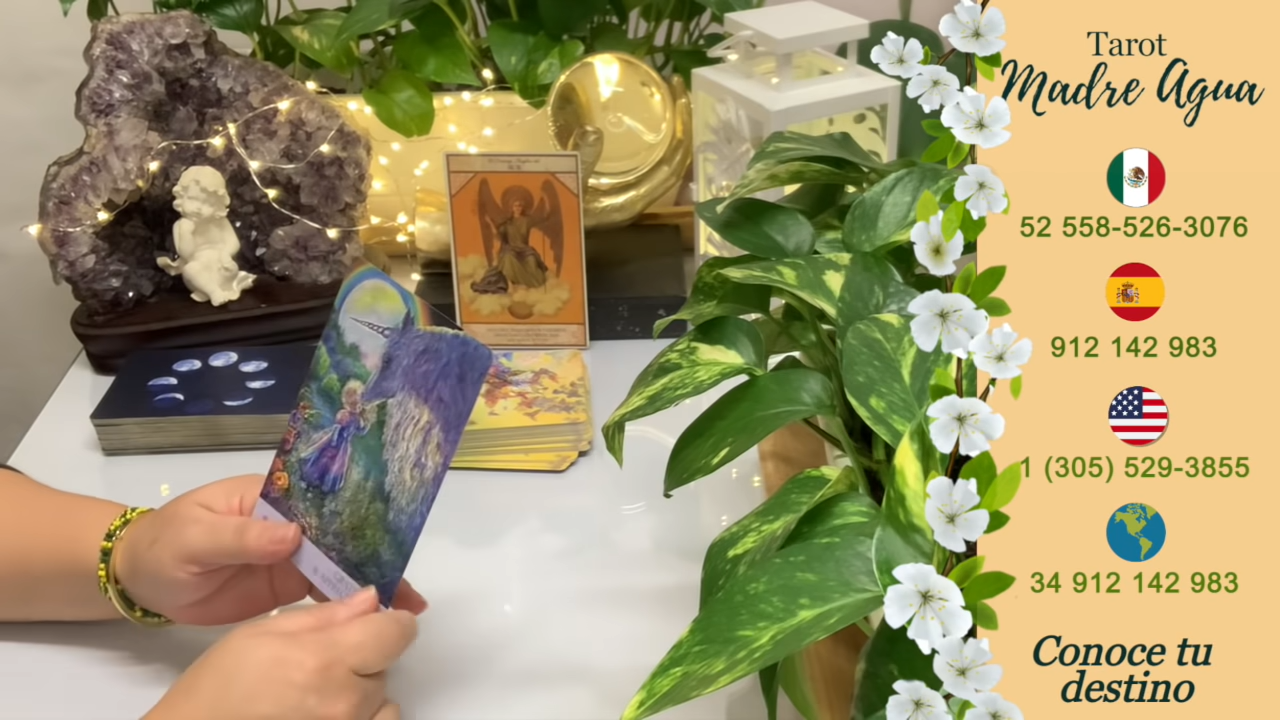 Tarot
Madre Agua
52 558-526-3076
912 142 983
1 (305) 529-3855
34 912 142 983
Conoce tu
destino